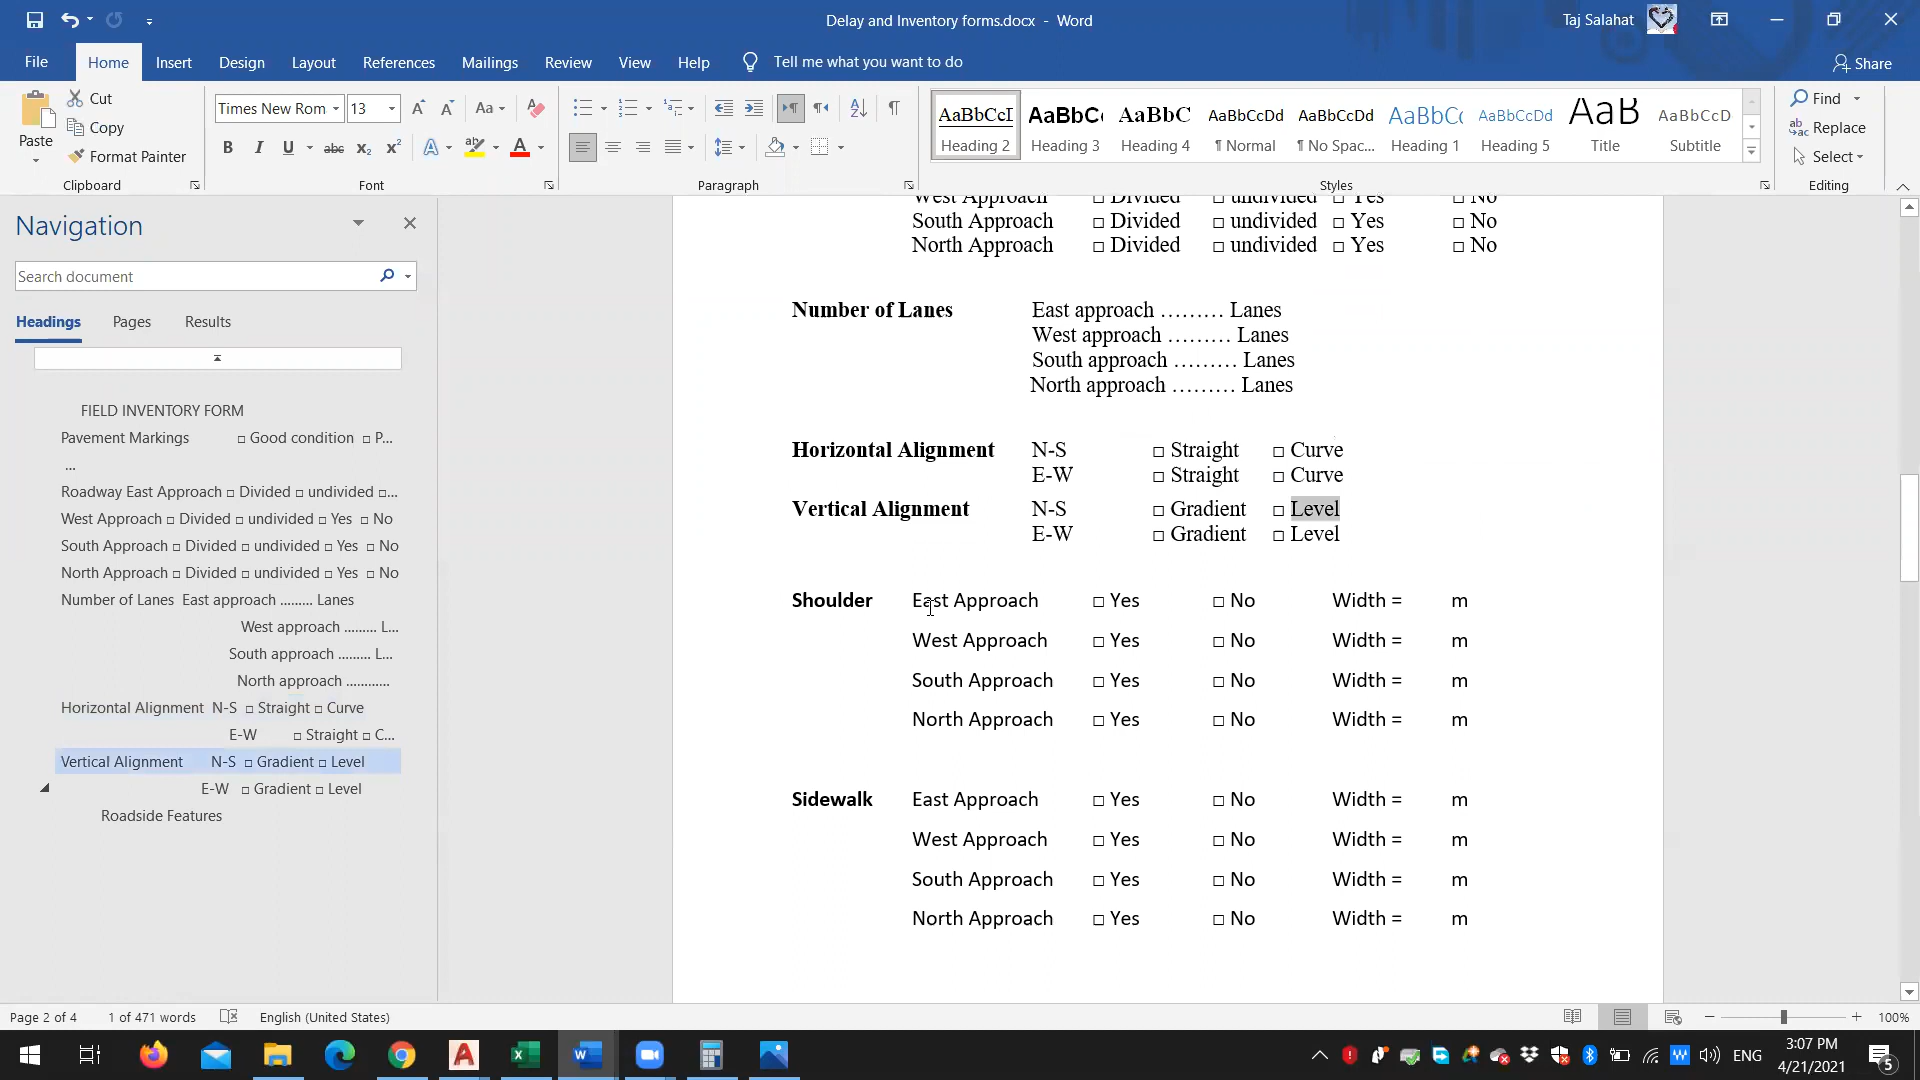 Delay and Inventory forms.docx - Word
Taj Salahat
File Home Insert Design Layout References Mailings Review View Help Tell me what you want to do Share
Paste Cut Copy Format Painter
Times New Rom 13
AaBbCcI AaBbCc AaBbC AaBbCcDd AaBbCcDd AaBbCc AaBbCcDd AaB AaBbCcD
Heading 2 Heading 3 Heading 4 ¶ Normal ¶ No Spac... Heading 1 Heading 5 Title Subtitle
Find Replace Select
Clipboard Font Paragraph Styles Editing
Navigation
Search document
Headings Pages Results
FIELD INVENTORY FORM
Pavement Markings □ Good condition □ P...
...
Roadway East Approach □ Divided □ undivided □...
West Approach □ Divided □ undivided □ Yes □ No
South Approach □ Divided □ undivided □ Yes □ No
North Approach □ Divided □ undivided □ Yes □ No
Number of Lanes East approach ......... Lanes
West approach ......... L...
South approach ......... L...
North approach ............
Horizontal Alignment N-S □ Straight □ Curve
E-W □ Straight □ C...
Vertical Alignment N-S □ Gradient □ Level
E-W □ Gradient □ Level
Roadside Features
West Approach □ Divided □ undivided □ Yes □ No
South Approach □ Divided □ undivided □ Yes □ No
North Approach □ Divided □ undivided □ Yes □ No
Number of Lanes East approach ……… Lanes
West approach ……… Lanes
South approach ……… Lanes
North approach ……… Lanes
Horizontal Alignment N-S □ Straight □ Curve
E-W □ Straight □ Curve
Vertical Alignment N-S □ Gradient □ Level
E-W □ Gradient □ Level
Shoulder East Approach □ Yes □ No Width = m
West Approach □ Yes □ No Width = m
South Approach □ Yes □ No Width = m
North Approach □ Yes □ No Width = m
Sidewalk East Approach □ Yes □ No Width = m
West Approach □ Yes □ No Width = m
South Approach □ Yes □ No Width = m
North Approach □ Yes □ No Width = m
Page 2 of 4 1 of 471 words English (United States) 100%
ENG 3:07 PM
4/21/2021 5